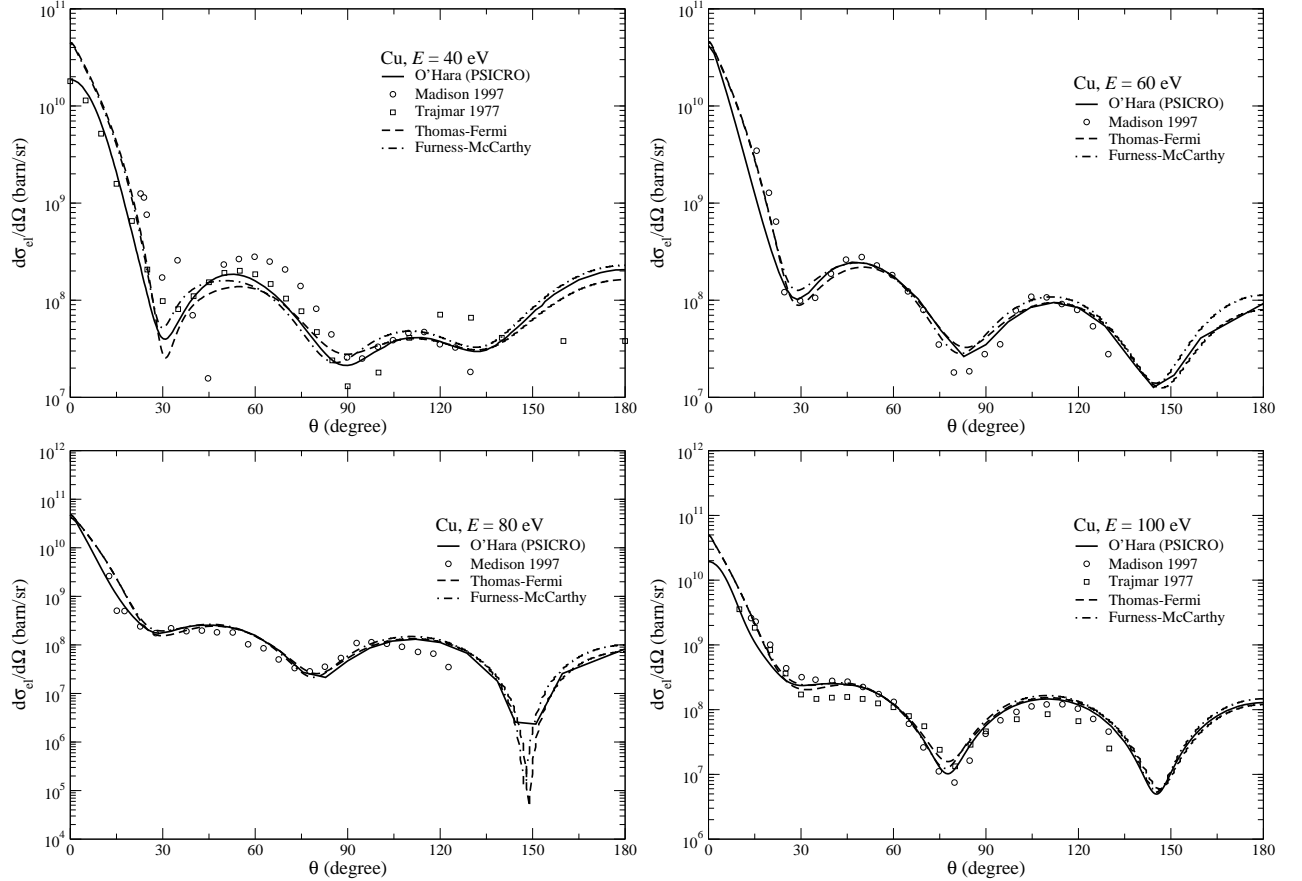 10^11
10^10
10^9
10^8
10^7
dσ_el/dΩ (barn/sr)
Cu, E = 40 eV
O'Hara (PSICRO)
Madison 1997
Trajmar 1977
Thomas-Fermi
Furness-McCarthy
0 30 60 90 120 150 180
θ (degree)
10^11
10^10
10^9
10^8
10^7
dσ_el/dΩ (barn/sr)
Cu, E = 60 eV
O'Hara (PSICRO)
Madison 1997
Thomas-Fermi
Furness-McCarthy
0 30 60 90 120 150 180
θ (degree)
10^12
10^11
10^10
10^9
10^8
10^7
10^6
10^5
10^4
dσ_el/dΩ (barn/sr)
Cu, E = 80 eV
O'Hara (PSICRO)
Medison 1997
Thomas-Fermi
Furness-McCarthy
0 30 60 90 120 150 180
θ (degree)
10^12
10^11
10^10
10^9
10^8
10^7
10^6
dσ_el/dΩ (barn/sr)
Cu, E = 100 eV
O'Hara (PSICRO)
Madison 1997
Trajmar 1977
Thomas-Fermi
Furness-McCarthy
0 30 60 90 120 150 180
θ (degree)